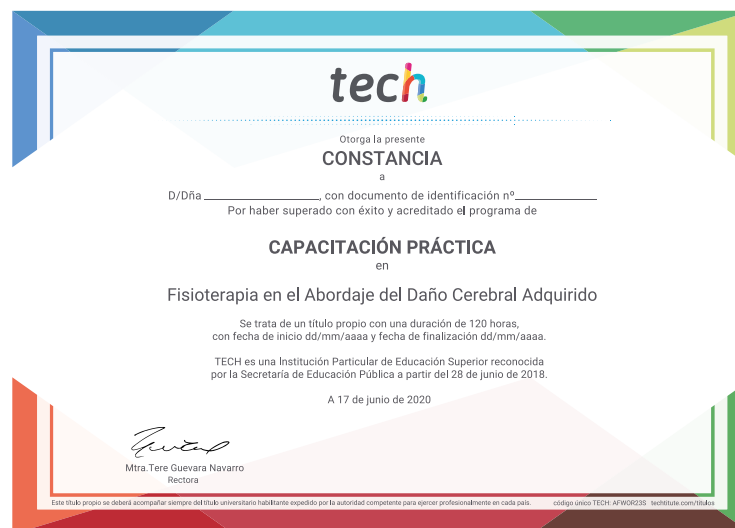 tech
Otorga la presente
CONSTANCIA
a
D/Dña ____________________, con documento de identificación nº______________
Por haber superado con éxito y acreditado el programa de
CAPACITACIÓN PRÁCTICA
en
Fisioterapia en el Abordaje del Daño Cerebral Adquirido
Se trata de un título propio con una duración de 120 horas,
con fecha de inicio dd/mm/aaaa y fecha de finalización dd/mm/aaaa.
TECH es una Institución Particular de Educación Superior reconocida
por la Secretaría de Educación Pública a partir del 28 de junio de 2018.
A 17 de junio de 2020
Mtra.Tere Guevara Navarro
Rectora
Este título propio se deberá acompañar siempre del título universitario habilitante expedido por la autoridad competente para ejercer profesionalmente en cada país. código único TECH: AFWOR23S techtitute.com/títulos